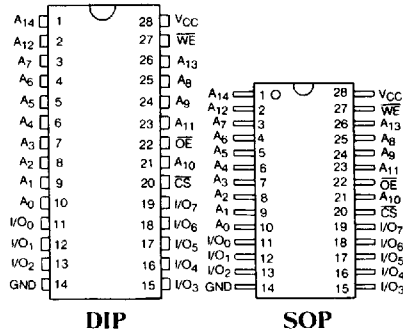 A14 1 28 VCC
A12 2 27 WE
A7 3 26 A13
A6 4 25 A8
A5 5 24 A9
A4 6 23 A11
A3 7 22 OE
A2 8 21 A10
A1 9 20 CS
A0 10 19 I/O7
I/O0 11 18 I/O6
I/O1 12 17 I/O5
I/O2 13 16 I/O4
GND 14 15 I/O3
DIP
A14 1 28 VCC
A12 2 27 WE
A7 3 26 A13
A6 4 25 A8
A5 5 24 A9
A4 6 23 A11
A3 7 22 OE
A2 8 21 A10
A1 9 20 CS
A0 10 19 I/O7
I/O0 11 18 I/O6
I/O1 12 17 I/O5
I/O2 13 16 I/O4
GND 14 15 I/O3
SOP